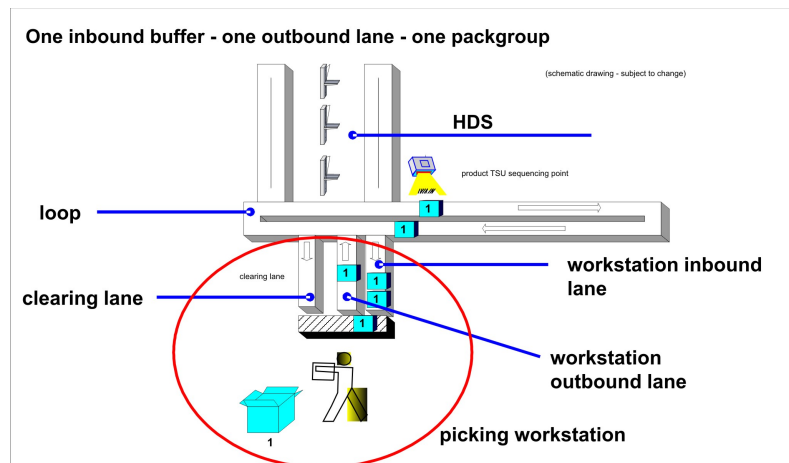 One inbound buffer - one outbound lane - one packgroup
(schematic drawing - subject to change)
HDS
product TSU sequencing point
loop
1
1
clearing lane
workstation inbound
lane
1
1
1
clearing lane
1
workstation
outbound lane
1
picking workstation